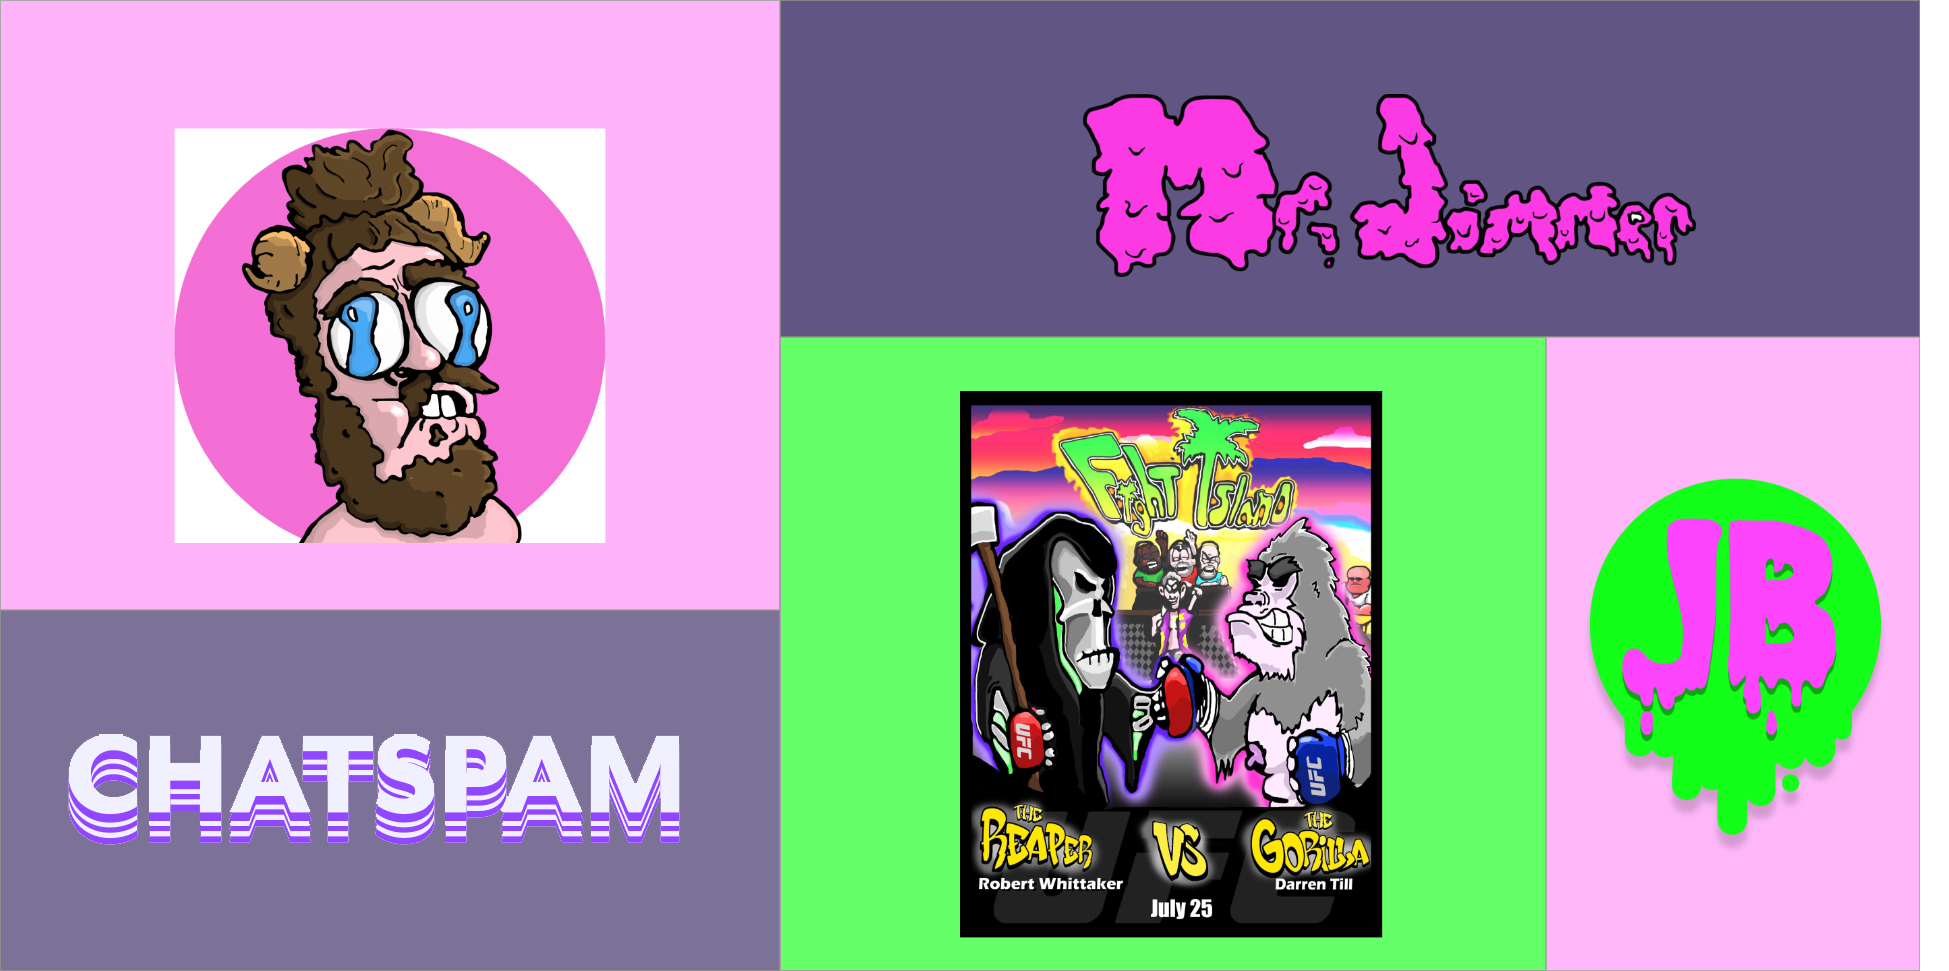 Mr. Jimmer
Fight Island
UFC
UFC
THE
REAPER
VS
THE
GORILLA
Robert Whittaker
Darren Till
July 25
UFC
CHATSPAM
JB